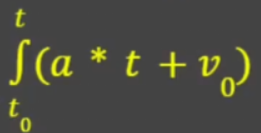 t
∫(a * t + v₀)
t₀